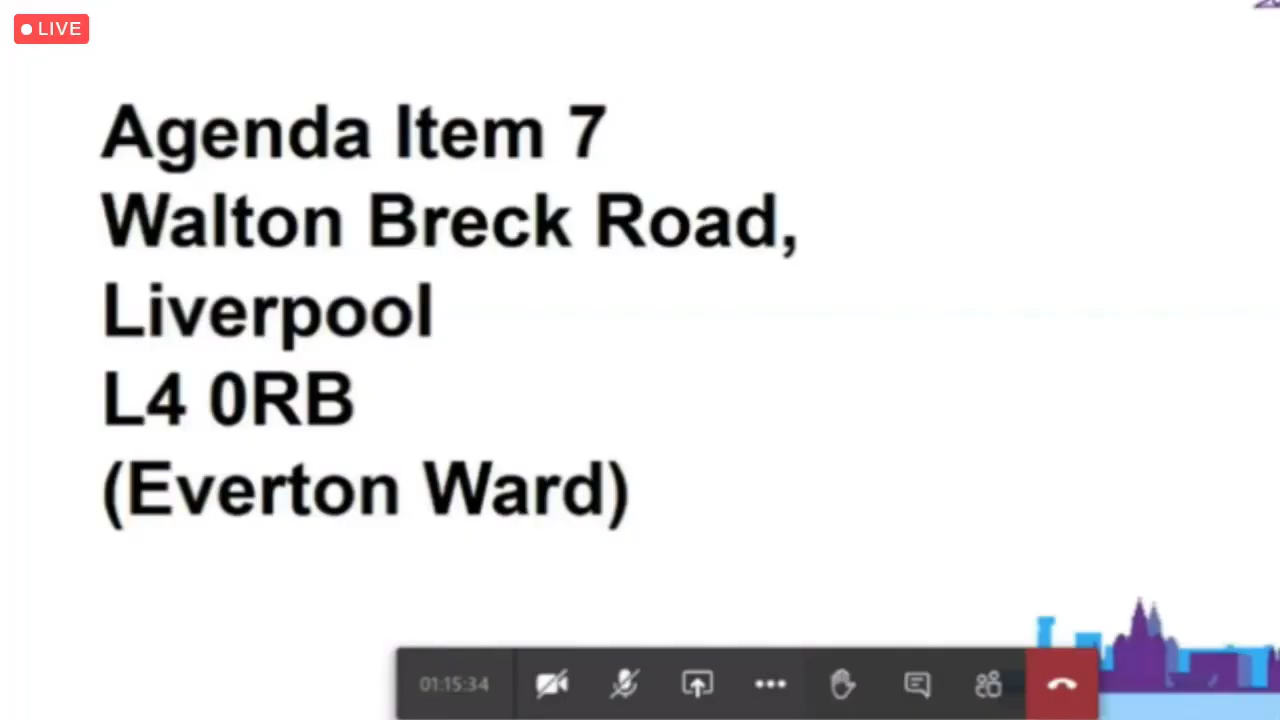 LIVE
Agenda Item 7
Walton Breck Road,
Liverpool
L4 0RB
(Everton Ward)
01:15:34